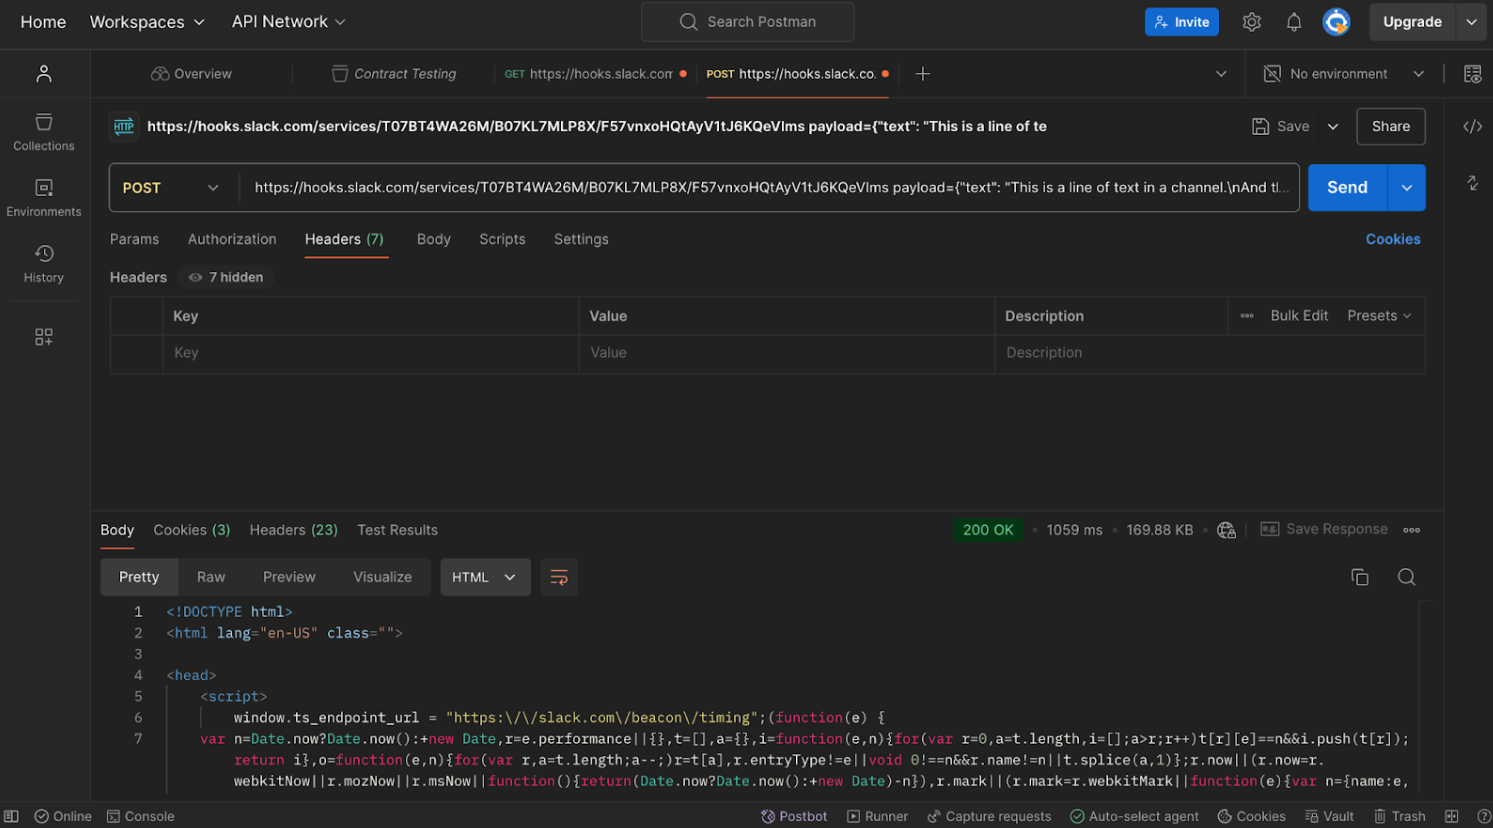 Home Workspaces API Network Search Postman Invite Upgrade
Overview Contract Testing GET https://hooks.slack.com POST https://hooks.slack.co. No environment
HTTP https://hooks.slack.com/services/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 payload={"text": "This is a line of te Save Share
Collections
POST https://hooks.slack.com/services/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 payload={"text": "This is a line of text in a channel.\nAnd tl... Send
Environments
Params Authorization Headers (7) Body Scripts Settings Cookies
History
Headers 7 hidden
Key Value Description Bulk Edit Presets
Key Value Description
Body Cookies (3) Headers (23) Test Results 200 OK 1059 ms 169.88 KB e.g. Save Response
Pretty Raw Preview Visualize HTML
1 <!DOCTYPE html>
2 <html lang="en-US" class="">
3
4 <head>
5 <script>
6 window.ts_endpoint_url = "https:\/\/slack.com\/beacon\/timing";(function(e) {
7 var n=Date.now?Date.now():+new Date,r=e.performance||{},t=[],a={},i=function(e,n){for(var r=0,a=t.length,i=[];a>r;r++)t[r][e]==n&&i.push(t[r]);
return i},o=function(e,n){for(var r,a=t.length;a--;)r=t[a],r.entryType!=e||void 0!==n&&r.name!=n||t.splice(a,1)};r.now||(r.now=r.
webkitNow||r.mozNow||r.msNow||function(){return(Date.now?Date.now():+new Date)-n}),r.mark||(r.mark=r.webkitMark||function(e){var n={name:e,
Online Console Postbot Runner Capture requests Auto-select agent Cookies Vault Trash